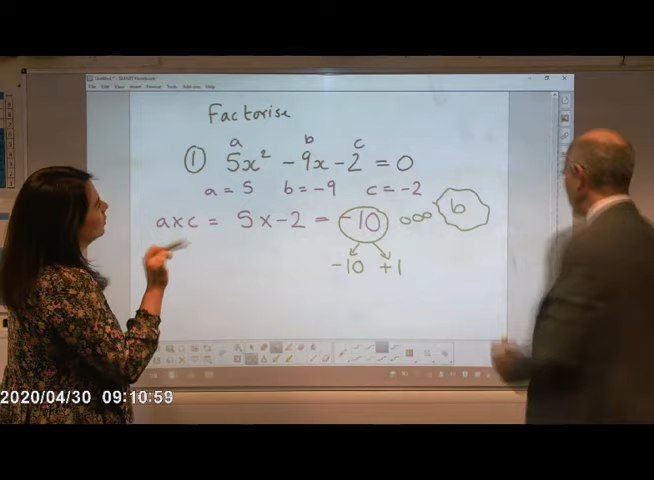 Factorise
a b c
① 5x² - 9x - 2 = 0
a = 5 b = -9 c = -2
axc = 5 x -2 = -10 b
-10 +1
2020/04/30 09:10:59